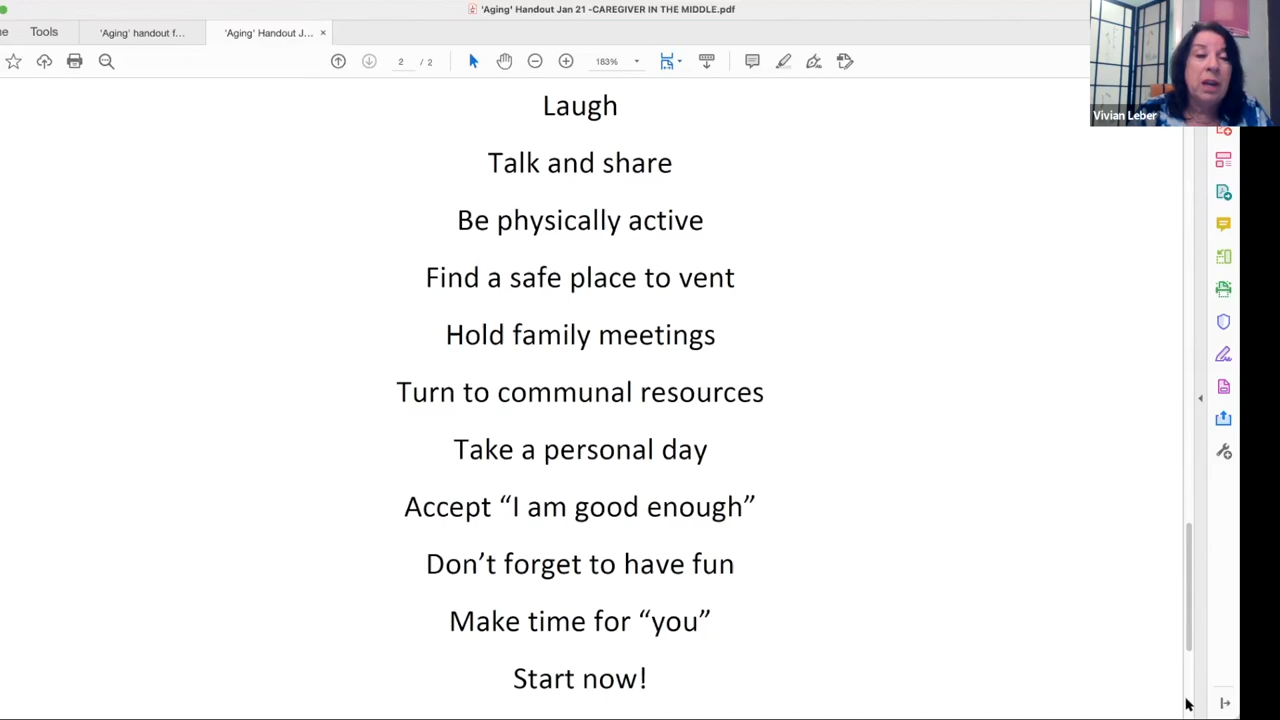 'Aging' Handout Jan 21 -CAREGIVER IN THE MIDDLE.pdf
Tools
'Aging' handout f...
'Aging' Handout J...
2 / 2
183%
Vivian Leber
Laugh
Talk and share
Be physically active
Find a safe place to vent
Hold family meetings
Turn to communal resources
Take a personal day
Accept “I am good enough”
Don’t forget to have fun
Make time for “you”
Start now!